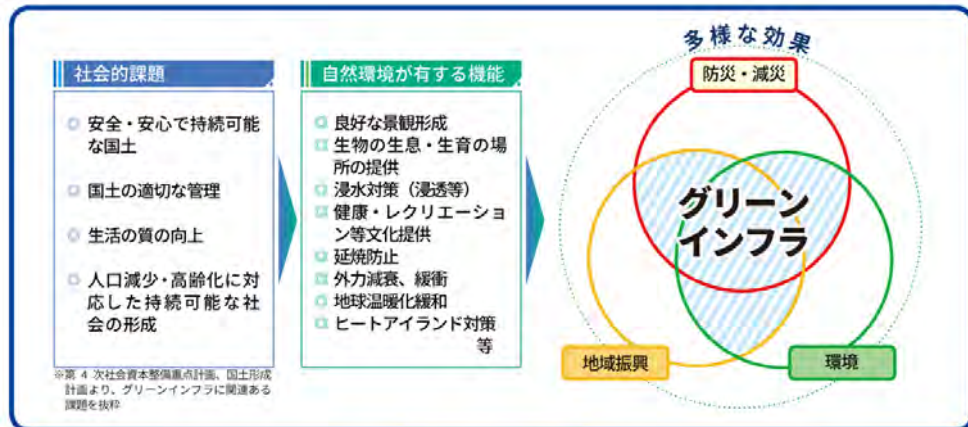 社会的課題
安全・安心で持続可能
な国土
国土の適切な管理
生活の質の向上
人口減少・高齢化に対
応した持続可能な社
会の形成
※第 4 次社会資本整備重点計画、国土形成
計画より、グリーンインフラに関連ある
課題を抜粋
自然環境が有する機能
良好な景観形成
生物の生息・生育の場
所の提供
浸水対策（浸透等）
健康・レクリエーショ
ン等文化提供
延焼防止
外力減衰、緩衝
地球温暖化緩和
ヒートアイランド対策
等
多様な効果
防災・減災
グリーン
インフラ
地域振興
環境